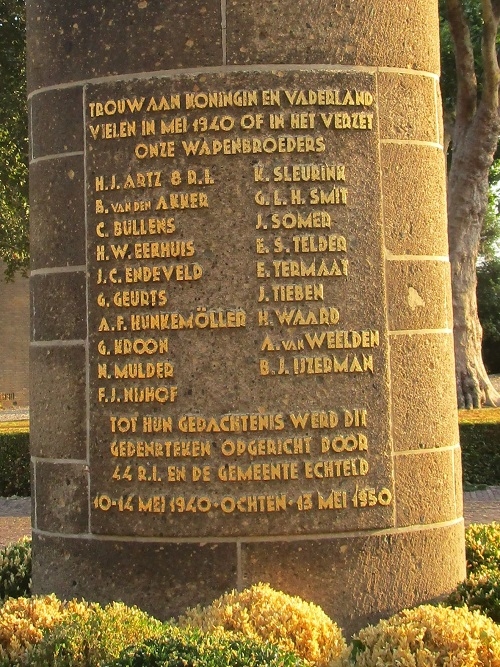 TROUW AAN KONINGIN EN VADERLAND
VIELEN IN MEI 1940 OF IN HET VERZET
ONZE WAPENBROEDERS
H.J. ARTZ 8 R.I.
B. VAN DEN AKKER
C. BULLENS
H.W. EERHUIS
J.C. ENDEVELD
G. GEURTS
A.F. HUNKEMÖLLER
G. KROON
N. MULDER
F.J. NIJHOF
K. SLEURINK
G.L.H. SMIT
J. SOMER
E.S. TELDER
E. TERMAAT
J. TIEBEN
H. WAARD
A. VAN WEELDEN
B.J. IJZERMAN
TOT HUN GEDACHTENIS WERD DIT
GEDENKTEKEN OPGERICHT DOOR
44 R.I. EN DE GEMEENTE ECHTELD
10-14 MEI 1940 · OCHTEN · 13 MEI 1950